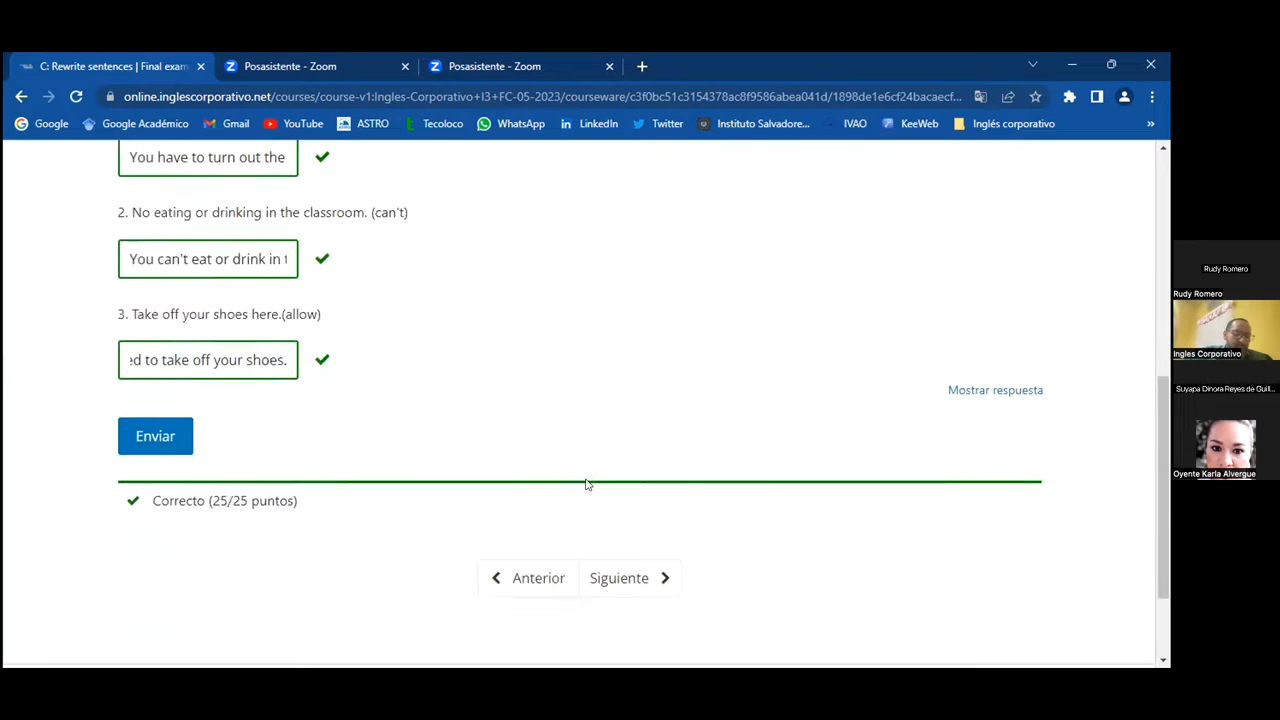 C: Rewrite sentences | Final exam
Posasistente - Zoom
Posasistente - Zoom
online.inglescorporativo.net/courses/course-v1:Ingles-Corporativo+I3+FC-05-2023/courseware/c3f0bc51c3154378ac8f9586abea041d/1898de1e6cf24bacaecf...
Google
Google Académico
Gmail
YouTube
ASTRO
Tecoloco
WhatsApp
LinkedIn
Twitter
Instituto Salvadore...
IVAO
KeeWeb
Inglés corporativo
»
You have to turn out the
2. No eating or drinking in the classroom. (can't)
You can't eat or drink in t
3. Take off your shoes here.(allow)
ed to take off your shoes.
Mostrar respuesta
Enviar
Correcto (25/25 puntos)
Anterior
Siguiente
Rudy Romero
Rudy Romero
Ingles Corporativo
Suyapa Dinora Reyes de Guill...
Oyente Karla Alvergue